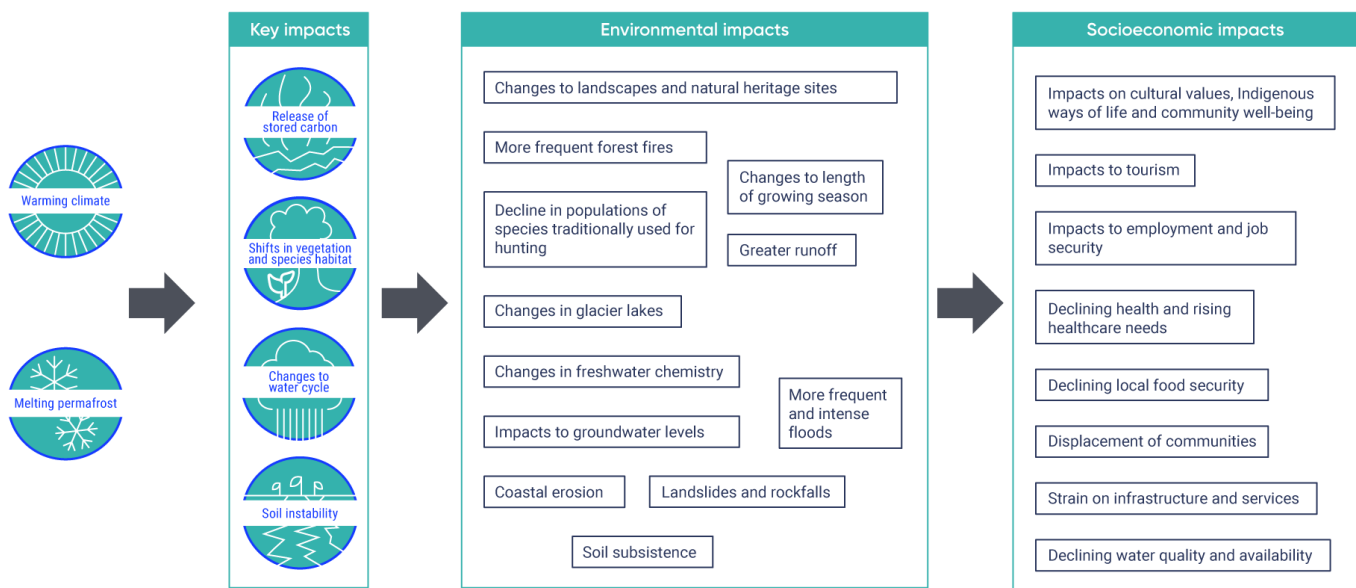 Key impacts
Environmental impacts
Socioeconomic impacts
Warming climate
Melting permafrost
Release of
stored carbon
Shifts in vegetation
and species habitat
Changes to
water cycle
Soil instability
Changes to landscapes and natural heritage sites
More frequent forest fires
Changes to length
of growing season
Decline in populations of
species traditionally used for
hunting
Greater runoff
Changes in glacier lakes
Changes in freshwater chemistry
More frequent
and intense
floods
Impacts to groundwater levels
Coastal erosion
Landslides and rockfalls
Soil subsistence
Impacts on cultural values, Indigenous
ways of life and community well-being
Impacts to tourism
Impacts to employment and job
security
Declining health and rising
healthcare needs
Declining local food security
Displacement of communities
Strain on infrastructure and services
Declining water quality and availability